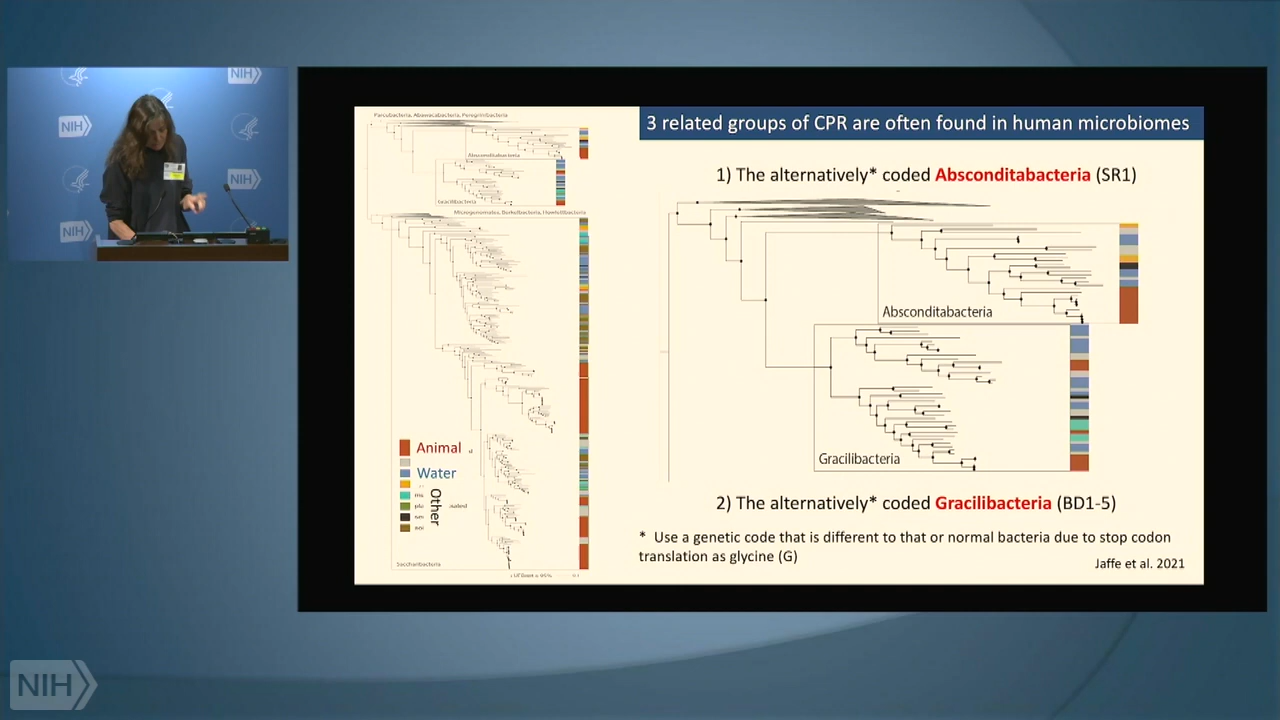 NIH
NIH
NIH
NIH
Parcubacteria, Absconditabacteria, Peregrinibacteria
Absconditabacteria
Gracilibacteria
Microgenomates, Berkelbacteria, Howlettbacteria
Animal
Water
Other
Saccharibacteria
3 related groups of CPR are often found in human microbiomes
1) The alternatively* coded Absconditabacteria (SR1)
Absconditabacteria
Gracilibacteria
2) The alternatively* coded Gracilibacteria (BD1-5)
* Use a genetic code that is different to that or normal bacteria due to stop codon
translation as glycine (G)
Jaffe et al. 2021
NIH